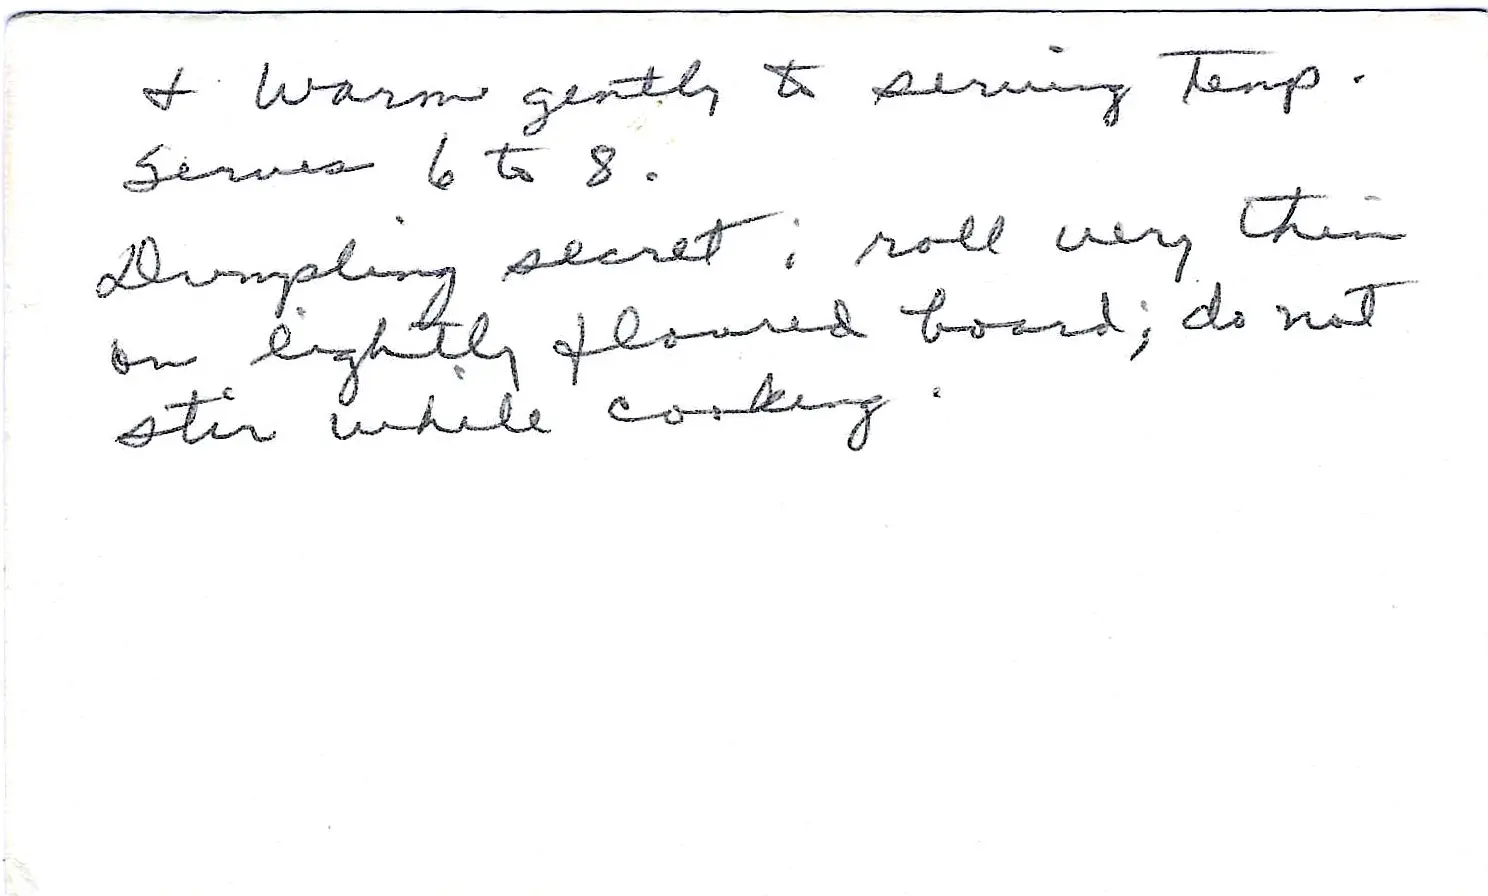 & Warm gently to serving Temp.
Serves 6 to 8.
Dumpling secret; roll very thin
on lightly floured board; do not
stir while cooking.